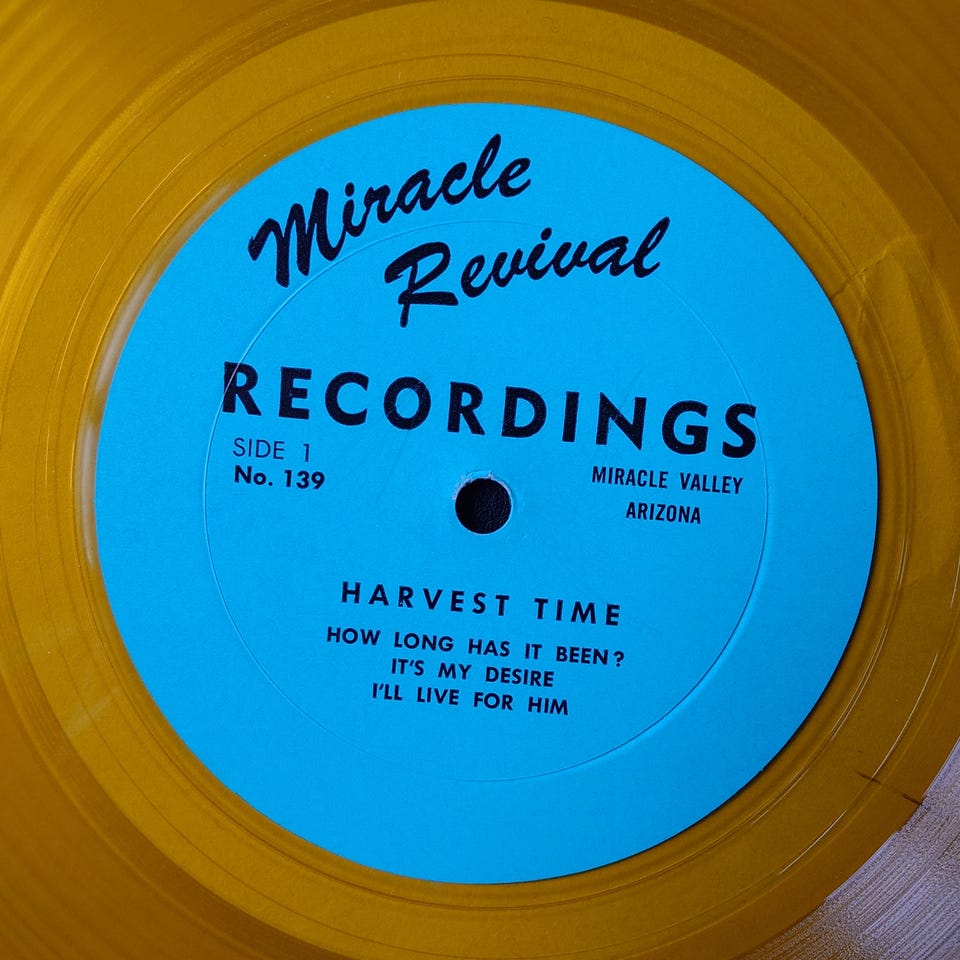 Miracle
Revival
RECORDINGS
SIDE 1
No. 139
MIRACLE VALLEY
ARIZONA
HARVEST TIME
HOW LONG HAS IT BEEN?
IT'S MY DESIRE
I'LL LIVE FOR HIM